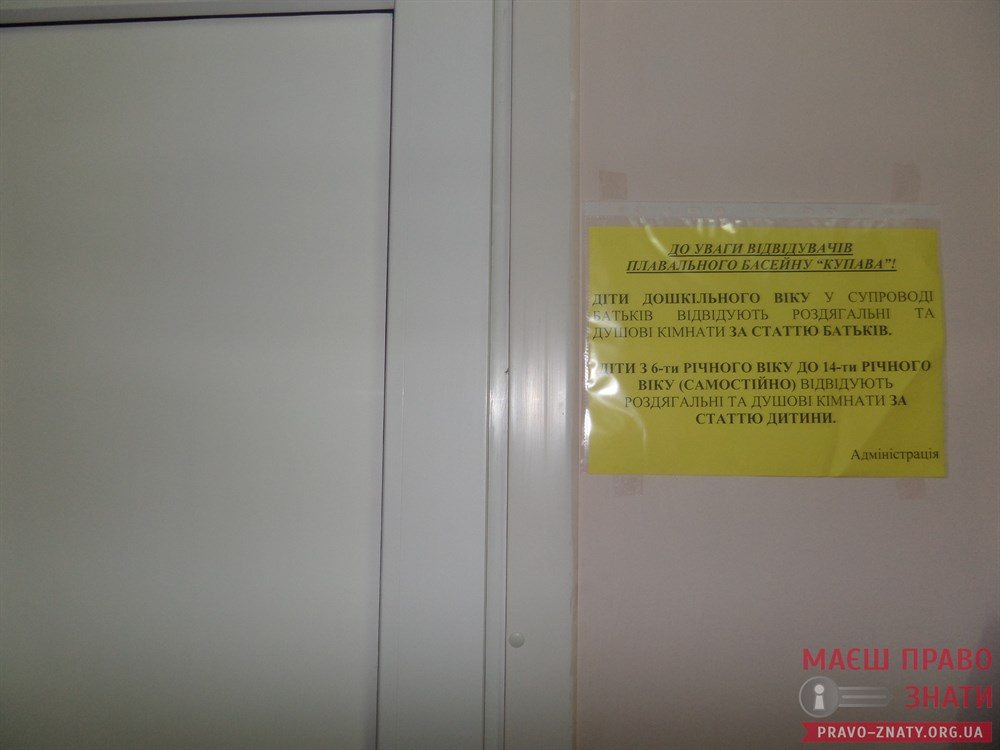 ДО УВАГИ ВІДВІДУВАЧІВ
ПЛАВАЛЬНОГО БАСЕЙНУ “КУПАВА”!
ДІТИ ДОШКІЛЬНОГО ВІКУ У СУПРОВОДІ
БАТЬКІВ ВІДВІДУЮТЬ РОЗДЯГАЛЬНІ ТА
ДУШОВІ КІМНАТИ ЗА СТАТТЮ БАТЬКІВ.
ДІТИ З 6-ти РІЧНОГО ВІКУ ДО 14-ти РІЧНОГО
ВІКУ (САМОСТІЙНО) ВІДВІДУЮТЬ
РОЗДЯГАЛЬНІ ТА ДУШОВІ КІМНАТИ ЗА
СТАТТЮ ДИТИНИ.
Адміністрація
МАЄШ ПРАВО
ЗНАТИ
PRAVO-ZNATY.ORG.UA